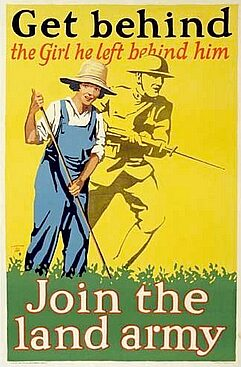 Get behind
the Girl he left behind him
Join the
land army